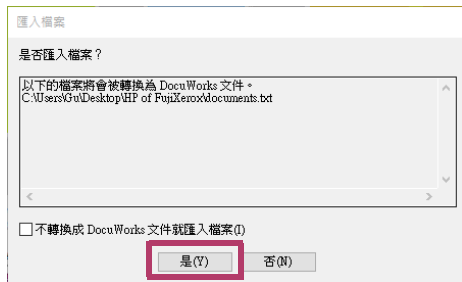 匯入檔案
是否匯入檔案？
以下的檔案將會被轉換為 DocuWorks 文件。
C:\Users\Gu\Desktop\HP of FujiXerox\documents.txt
不轉換成 DocuWorks 文件就匯入檔案(I)
是(Y) 否(N)